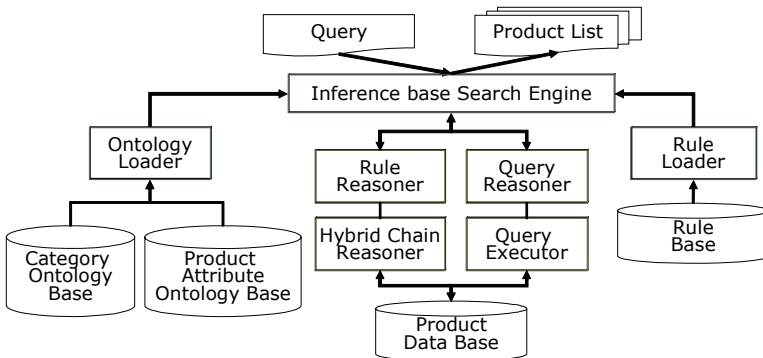 Query
Product List
Inference base Search Engine
Ontology
Loader
Rule
Reasoner
Query
Reasoner
Rule
Loader
Hybrid Chain
Reasoner
Query
Executor
Category
Ontology
Base
Product
Attribute
Ontology Base
Rule
Base
Product
Data Base